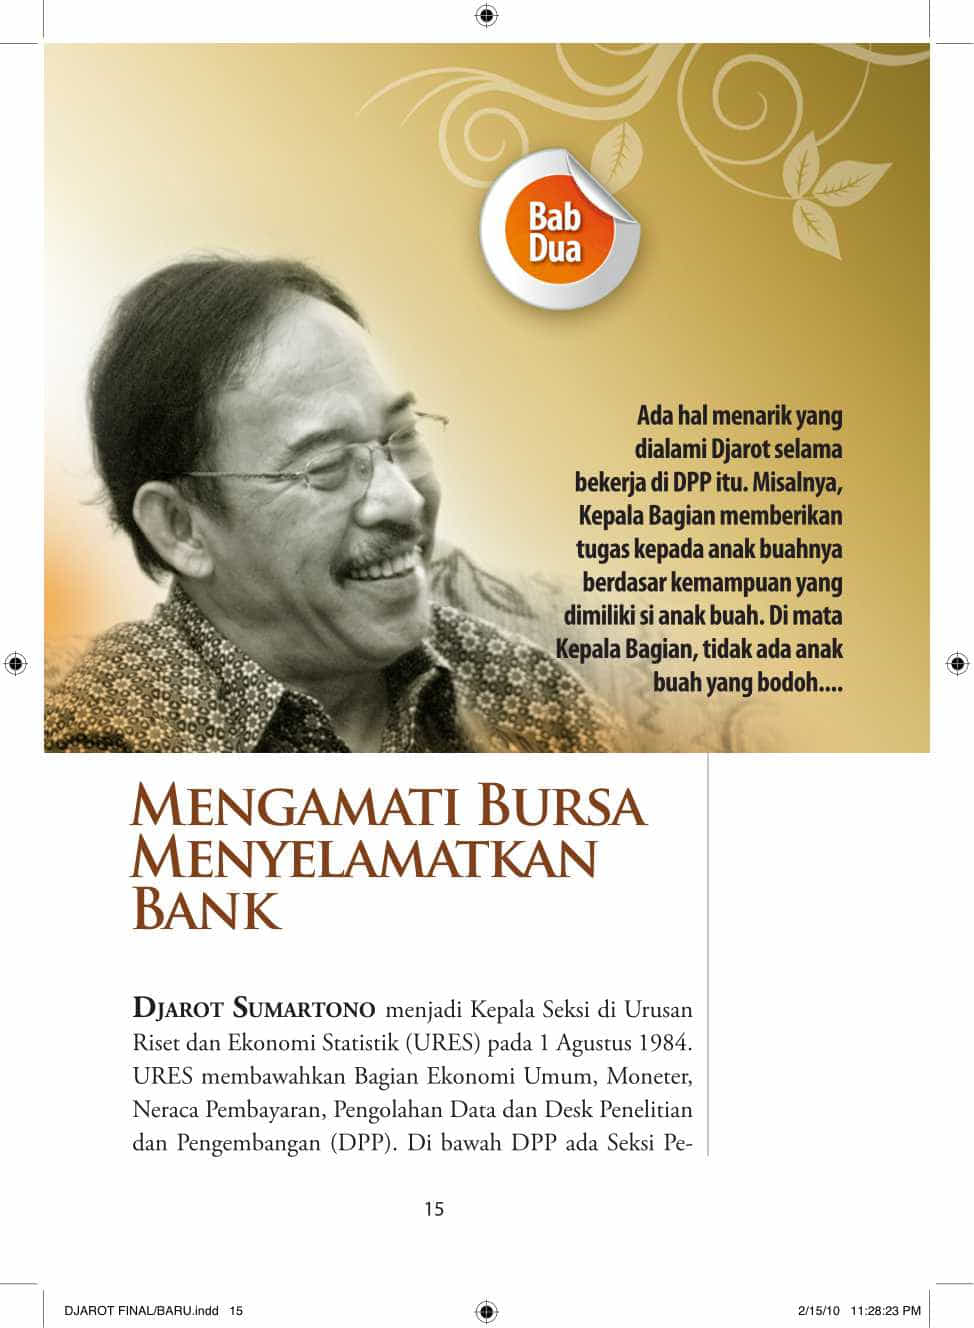 Bab
Dua
Ada hal menarik yang
dialami Djarot selama
bekerja di DPP itu. Misalnya,
Kepala Bagian memberikan
tugas kepada anak buahnya
berdasar kemampuan yang
dimiliki si anak buah. Di mata
Kepala Bagian, tidak ada anak
buah yang bodoh....
MENGAMATI BURSA
MENYELAMATKAN
BANK
DJAROT SUMARTONO menjadi Kepala Seksi di Urusan
Riset dan Ekonomi Statistik (URES) pada 1 Agustus 1984.
URES membawahkan Bagian Ekonomi Umum, Moneter,
Neraca Pembayaran, Pengolahan Data dan Desk Penelitian
dan Pengembangan (DPP). Di bawah DPP ada Seksi Pe-
15
DJAROT FINAL/BARU.indd 15
2/15/10 11:28:23 PM